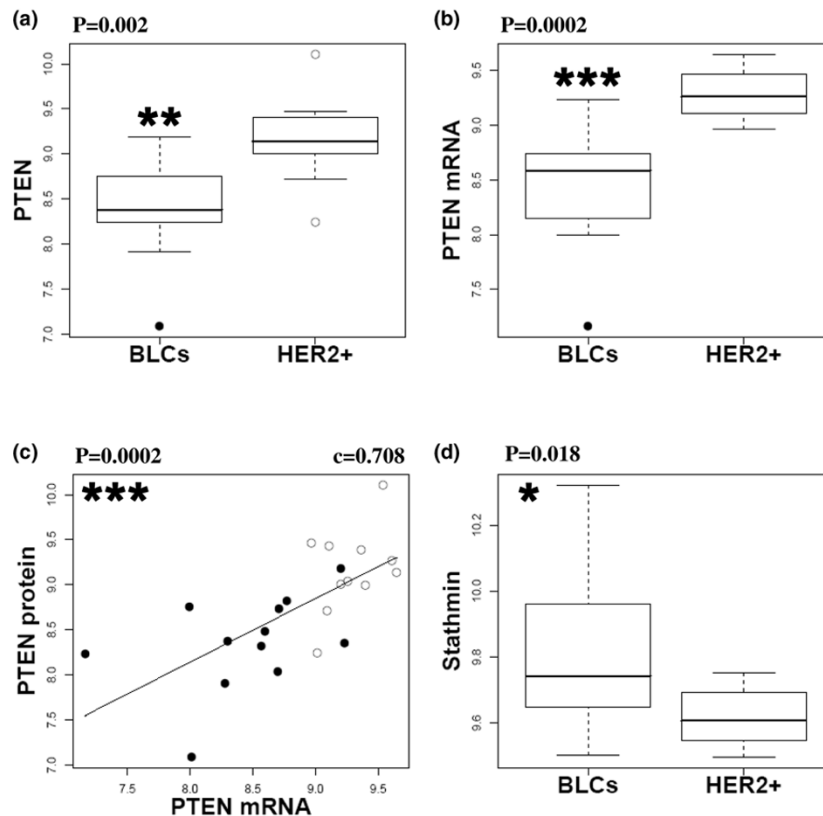 (a) P=0.002
PTEN
10.0
9.5
9.0
8.5
8.0
7.5
7.0
**
BLCs HER2+
(b) P=0.0002
PTEN mRNA
9.5
9.0
8.5
8.0
7.5
***
BLCs HER2+
(c) P=0.0002 c=0.708
PTEN protein
10.0
9.5
9.0
8.5
8.0
7.5
7.0
***
7.5 8.0 8.5 9.0 9.5
PTEN mRNA
(d) P=0.018
Stathmin
10.2
10.0
9.8
9.6
*
BLCs HER2+